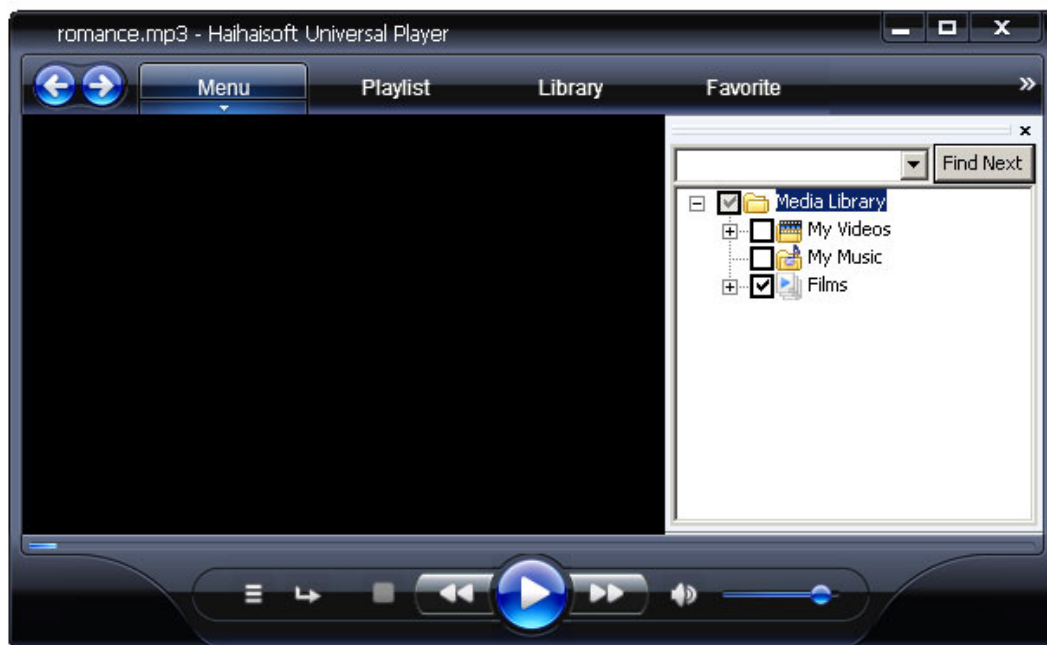 romance.mp3 - Haihaisoft Universal Player
Menu Playlist Library Favorite
Find Next
Media Library
My Videos
My Music
Films